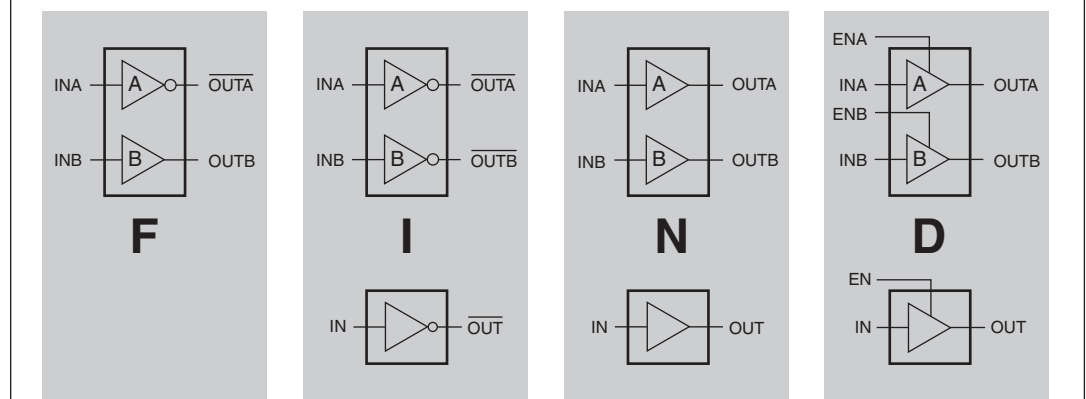 INA A OUTA
INB B OUTB
F
INA A OUTA
INB B OUTB
I
IN OUT
INA A OUTA
INB B OUTB
N
IN OUT
ENA
INA A OUTA
ENB
INB B OUTB
D
EN
IN OUT